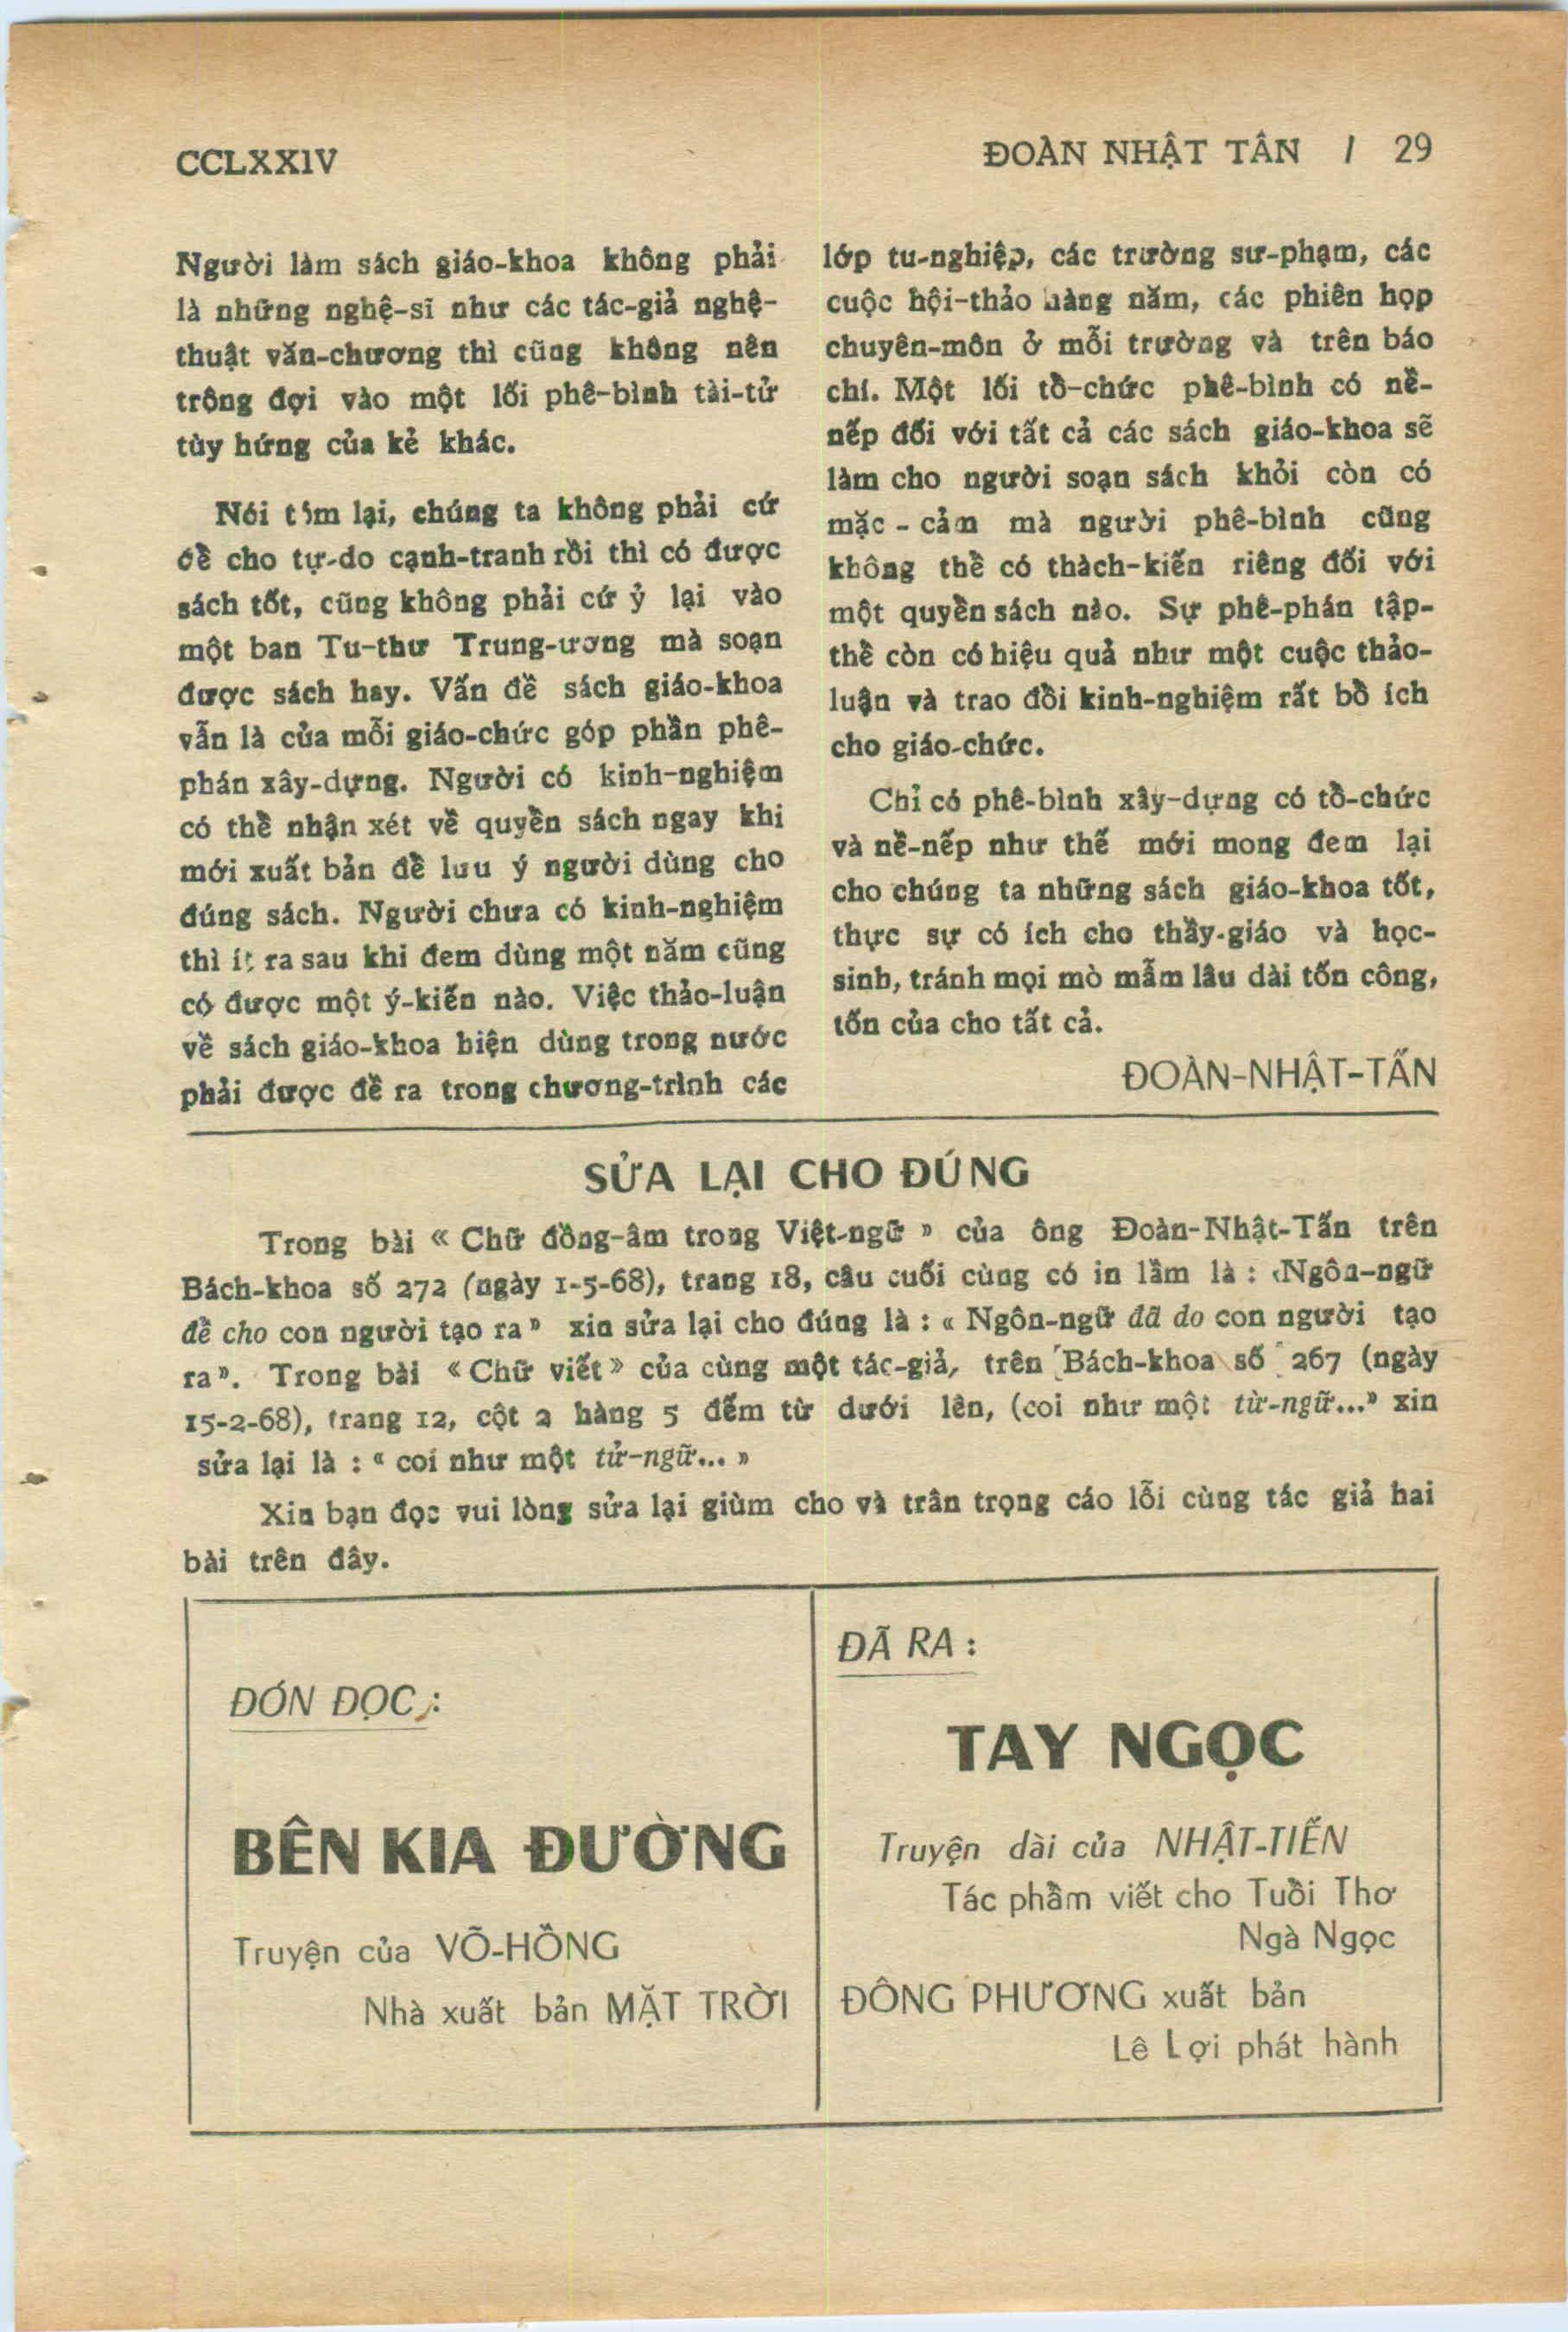 CCLXXIV
ĐOÀN NHẬT TÂN / 29
Người làm sách giáo-khoa không phải
là những nghệ-sĩ như các tác-giả nghệ-
thuật văn-chương thì cũng không nên
trông đợi vào một lối phê-bình tài-tử
tùy hứng của kẻ khác.
Nói tóm lại, chúng ta không phải cứ
để cho tự-do cạnh-tranh rồi thì có được
sách tốt, cũng không phải cứ ỷ lại vào
một ban Tu-thư Trung-ương mà soạn
được sách hay. Vấn đề sách giáo-khoa
vẫn là của mỗi giáo-chức góp phần phê-
phán xây-dựng. Người có kinh-nghiệm
có thể nhận xét về quyển sách ngay khi
mới xuất bản để lưu ý người dùng cho
đúng sách. Người chưa có kinh-nghiệm
thì ít ra sau khi đem dùng một năm cũng
có được một ý-kiến nào. Việc thảo-luận
về sách giáo-khoa hiện dùng trong nước
phải được đề ra trong chương-trình các
lớp tu-nghiệp, các trường sư-phạm, các
cuộc hội-thảo hàng năm, các phiên họp
chuyên-môn ở mỗi trường và trên báo
chí. Một lối tổ-chức phê-bình có nề-
nếp đối với tất cả các sách giáo-khoa sẽ
làm cho người soạn sách khỏi còn có
mặc - cảm mà người phê-bình cũng
không thể có thành-kiến riêng đối với
một quyển sách nào. Sự phê-phán tập-
thể còn có hiệu quả như một cuộc thảo-
luận và trao đổi kinh-nghiệm rất bổ ích
cho giáo-chức.
Chỉ có phê-bình xây-dựng có tổ-chức
và nề-nếp như thế mới mong đem lại
cho chúng ta những sách giáo-khoa tốt,
thực sự có ích cho thầy-giáo và học-
sinh, tránh mọi mò mẫm lâu dài tốn công,
tốn của cho tất cả.
ĐOÀN-NHẬT-TẤN
SỬA LẠI CHO ĐÚNG
Trong bài « Chữ đồng-âm trong Việt-ngữ » của ông Đoàn-Nhật-Tấn trên
Bách-khoa số 272 (ngày 1-5-68), trang 18, câu cuối cùng có in lầm là : «Ngôn-ngữ
để cho con người tạo ra» xin sửa lại cho đúng là : « Ngôn-ngữ đã do con người tạo
ra». Trong bài «Chữ viết» của cùng một tác-giả, trên Bách-khoa số 267 (ngày
15-2-68), trang 12, cột 2 hàng 5 đếm từ dưới lên, (coi như một từ-ngữ...» xin
sửa lại là : « coi như một tử-ngữ... »
Xin bạn đọc vui lòng sửa lại giùm cho và trân trọng cáo lỗi cùng tác giả hai
bài trên đây.
ĐÓN ĐỌC :
BÊN KIA ĐƯỜNG
Truyện của VÕ-HỒNG
Nhà xuất bản MẶT TRỜI
ĐÃ RA :
TAY NGỌC
Truyện dài của NHẬT-TIẾN
Tác phẩm viết cho Tuổi Thơ
Ngà Ngọc
ĐÔNG PHƯƠNG xuất bản
Lê Lợi phát hành